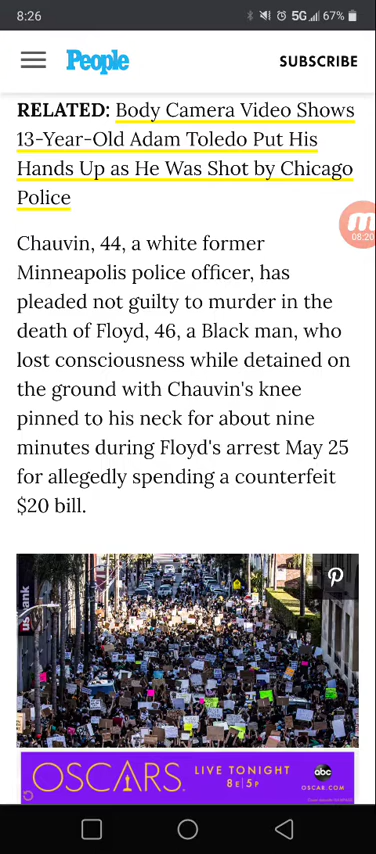 8:26 5G 67%
People SUBSCRIBE
RELATED: Body Camera Video Shows
13-Year-Old Adam Toledo Put His
Hands Up as He Was Shot by Chicago
Police
08:20
Chauvin, 44, a white former
Minneapolis police officer, has
pleaded not guilty to murder in the
death of Floyd, 46, a Black man, who
lost consciousness while detained on
the ground with Chauvin's knee
pinned to his neck for about nine
minutes during Floyd's arrest May 25
for allegedly spending a counterfeit
$20 bill.
usbank
OSCARS. LIVE TONIGHT
8E|5P
abc
OSCAR.COM